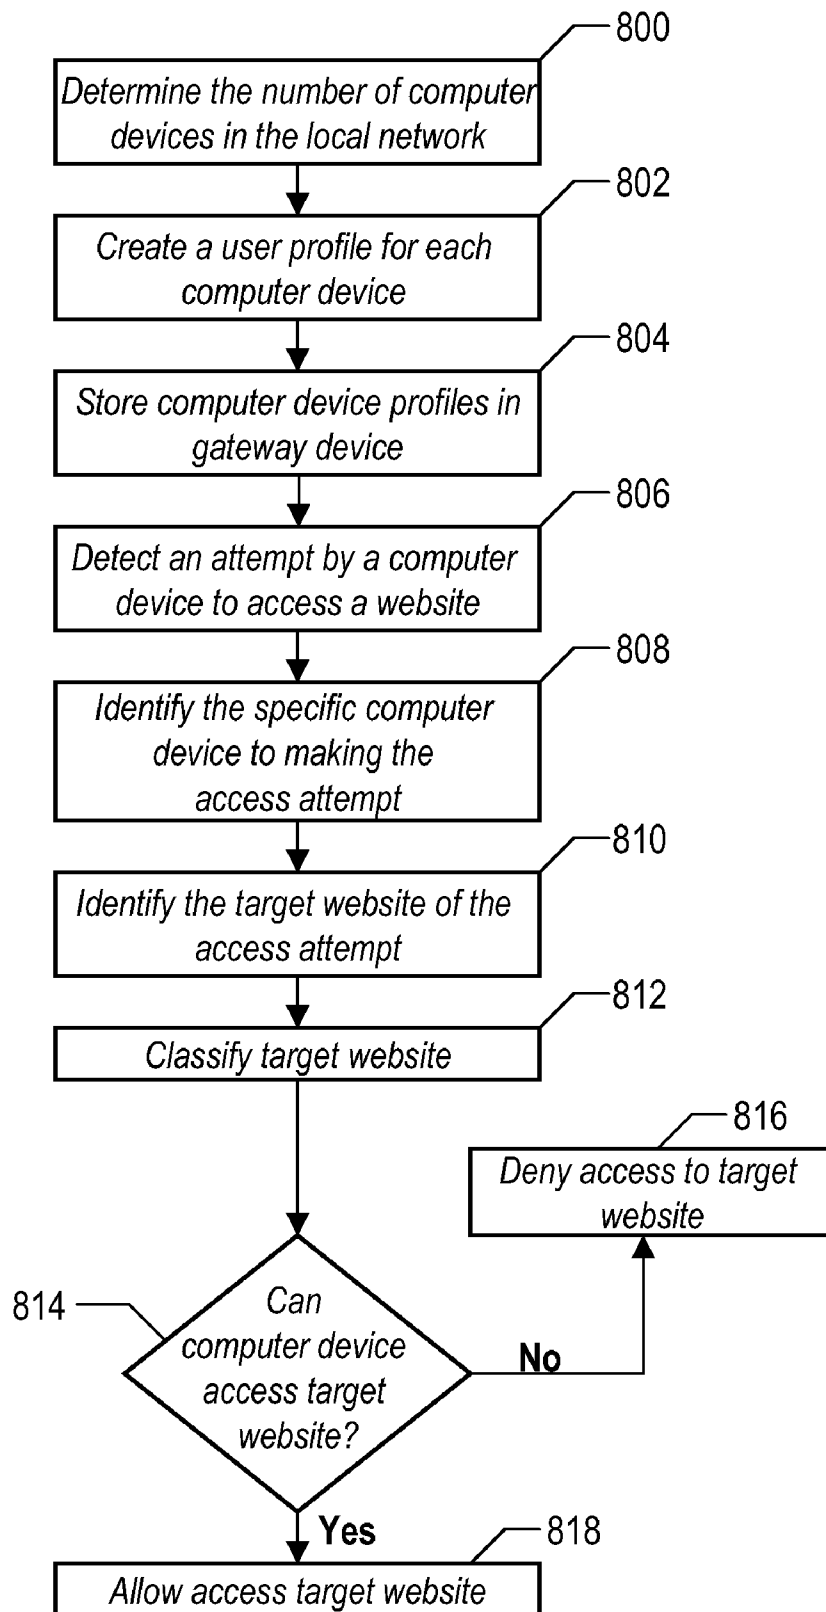 800
Determine the number of computer
devices in the local network
802
Create a user profile for each
computer device
804
Store computer device profiles in
gateway device
806
Detect an attempt by a computer
device to access a website
808
Identify the specific computer
device to making the
access attempt
810
Identify the target website of the
access attempt
812
Classify target website
816
Deny access to target
website
814
Can
computer device
access target
website?
No
Yes
818
Allow access target website